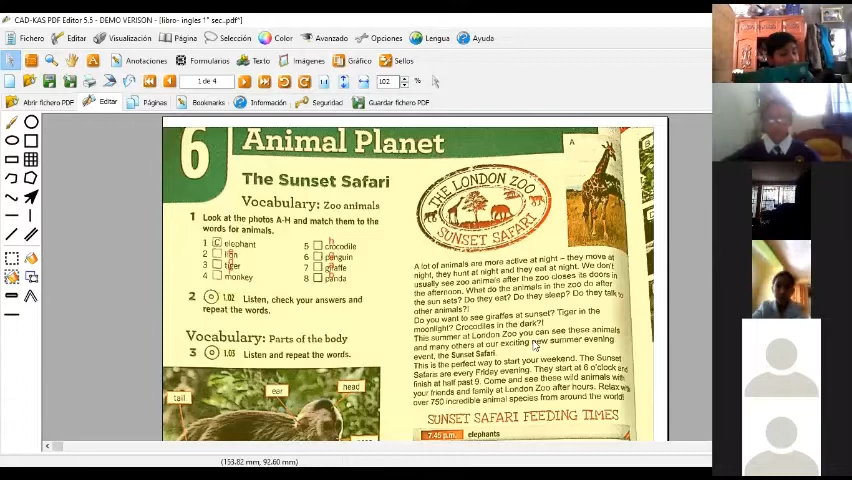 CAD-KAS PDF Editor 5.5 - DEMO VERISON - [libro- ingles 1° sec..pdf*]
Fichero Editar Visualización Página Selección Color Avanzado Opciones Lengua Ayuda
Anotaciones Formularios Texto Imágenes Gráfico Sellos
1 de 4 1:1 102 %
Abrir fichero PDF Editar Páginas Bookmarks Información Seguridad Guardar PDF
6 Animal Planet
The Sunset Safari
Vocabulary: Zoo animals
1 Look at the photos A-H and match them to the
words for animals.
1 C elephant
2 lion
3 tiger
4 monkey
5 crocodile
6 penguin
7 giraffe
8 panda
2 1.02 Listen, check your answers and
repeat the words.
Vocabulary: Parts of the body
3 1.03 Listen and repeat the words.
tail
ear
head
THE LONDON ZOO
SUNSET SAFARI
A
B
A lot of animals are more active at night – they move at
night, they hunt at night and they eat at night. We don't
usually see zoo animals after the zoo closes its doors in
the afternoon. What do the animals in the zoo do after
the sun sets? Do they eat? Do they sleep? Do they talk to
other animals?!
Do you want to see giraffes at sunset? Tiger in the
moonlight? Crocodiles in the dark?!
This summer at London Zoo you can see these animals
and many others at our exciting new summer evening
event, the Sunset Safari.
This is the perfect way to start your weekend. The Sunset
Safaris are every Friday evening. They start at 6 o'clock and
finish at half past 9. Come and see these wild animals with
your friends and family at London Zoo after hours. Relax
over 750 incredible animal species from around the world!
SUNSET SAFARI FEEDING TIMES
7.45 p.m. elephants
(153.82 mm, 92.60 mm)